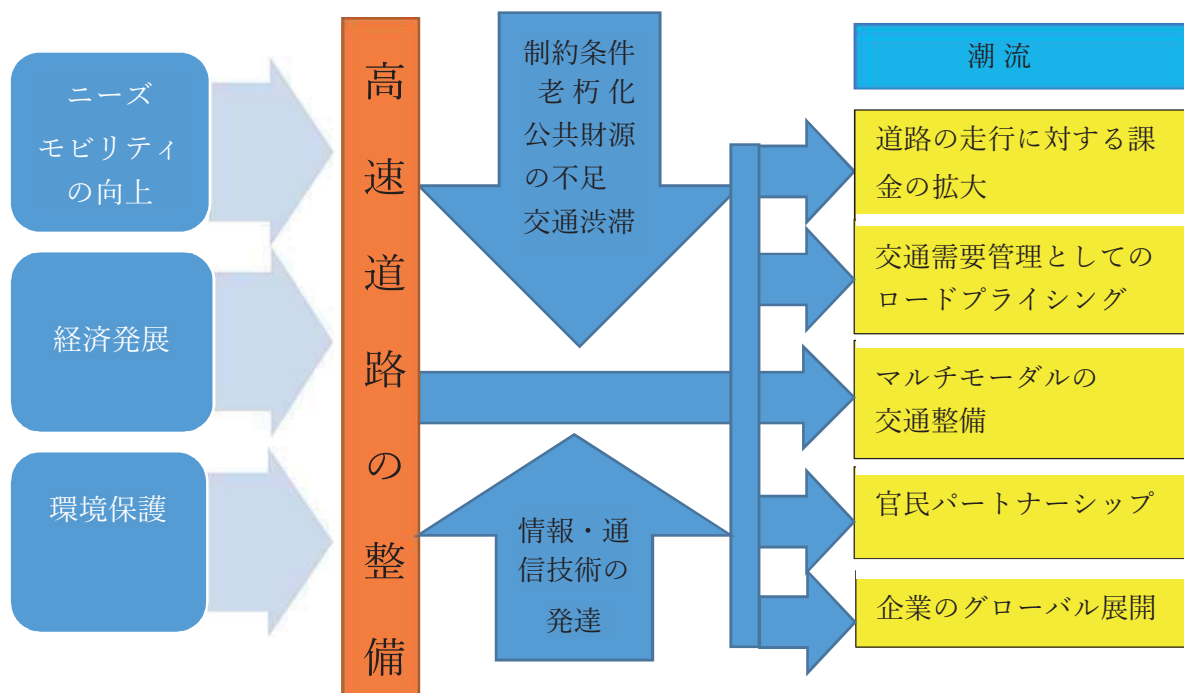 ニーズ
モビリティ
の向上
経済発展
環境保護
高速道路の整備
制約条件
老朽化
公共財源
の不足
交通渋滞
情報・通
信技術の
発達
潮流
道路の走行に対する課
金の拡大
交通需要管理としての
ロードプライシング
マルチモーダルの
交通整備
官民パートナーシップ
企業のグローバル展開